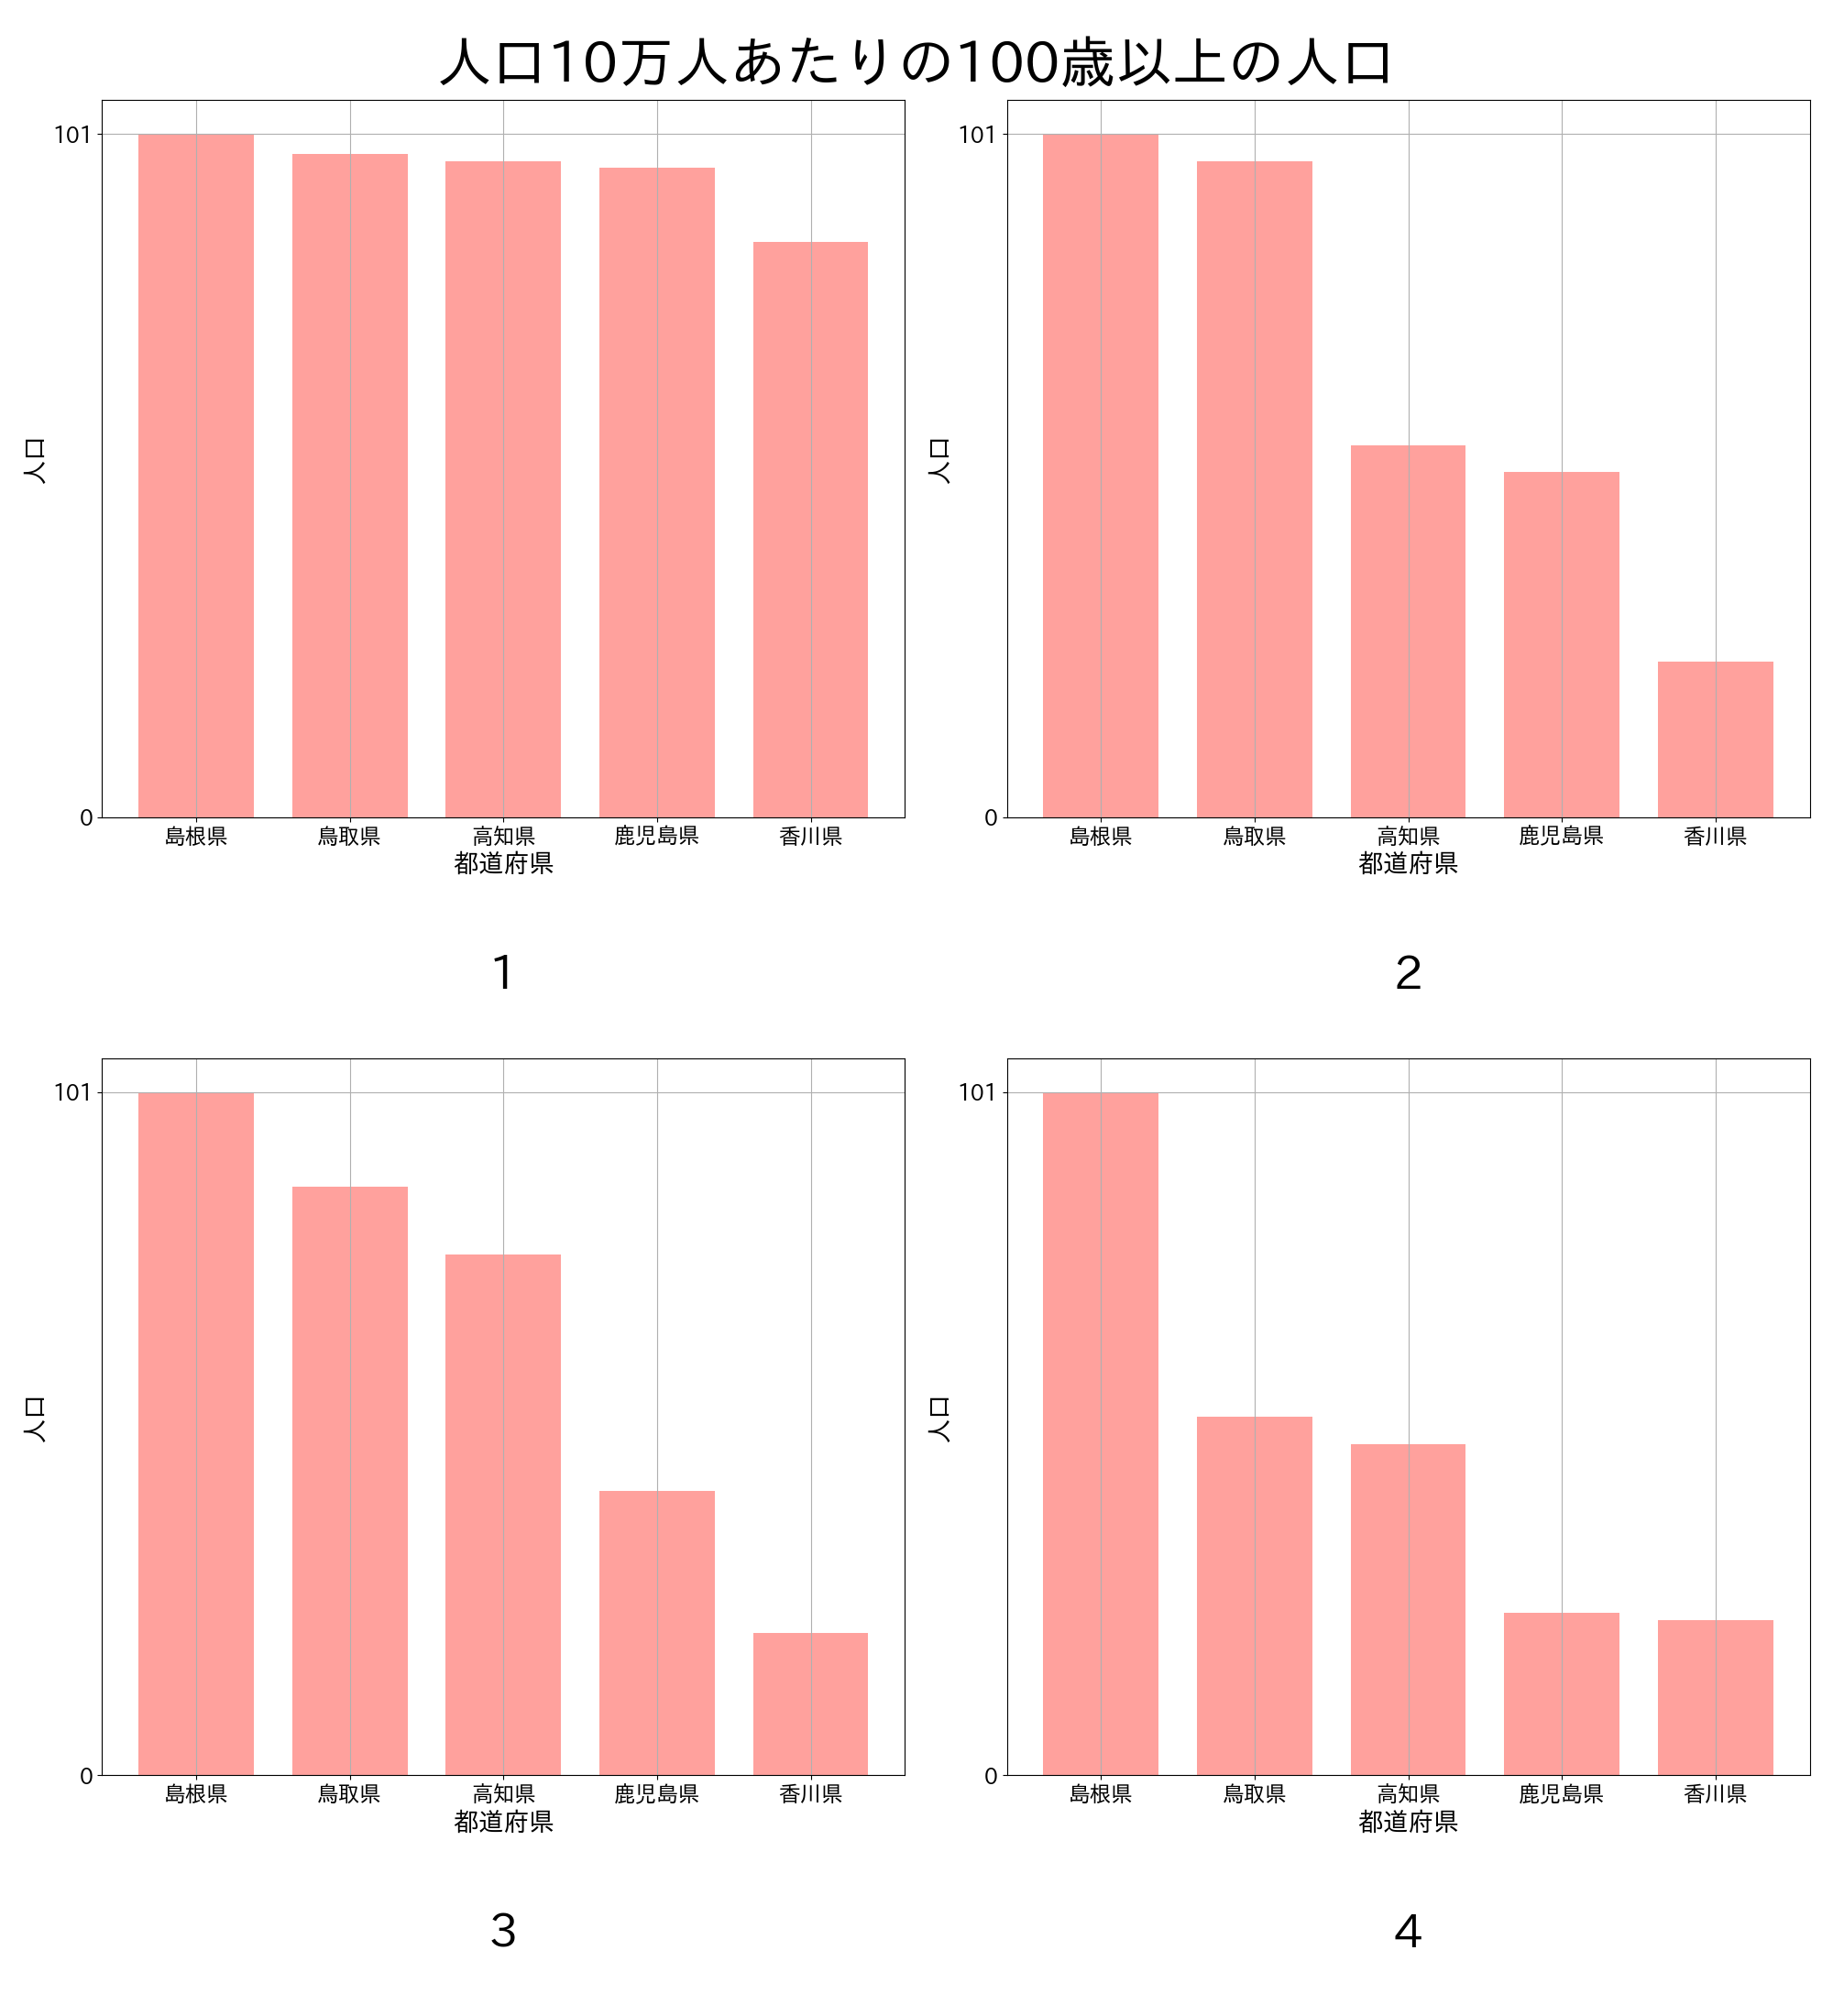 人口10万人あたりの100歳以上の人口
101
人口
0
島根県 鳥取県 高知県 鹿児島県 香川県
都道府県
1
101
人口
0
島根県 鳥取県 高知県 鹿児島県 香川県
都道府県
2
101
人口
0
島根県 鳥取県 高知県 鹿児島県 香川県
都道府県
3
101
人口
0
島根県 鳥取県 高知県 鹿児島県 香川県
都道府県
4